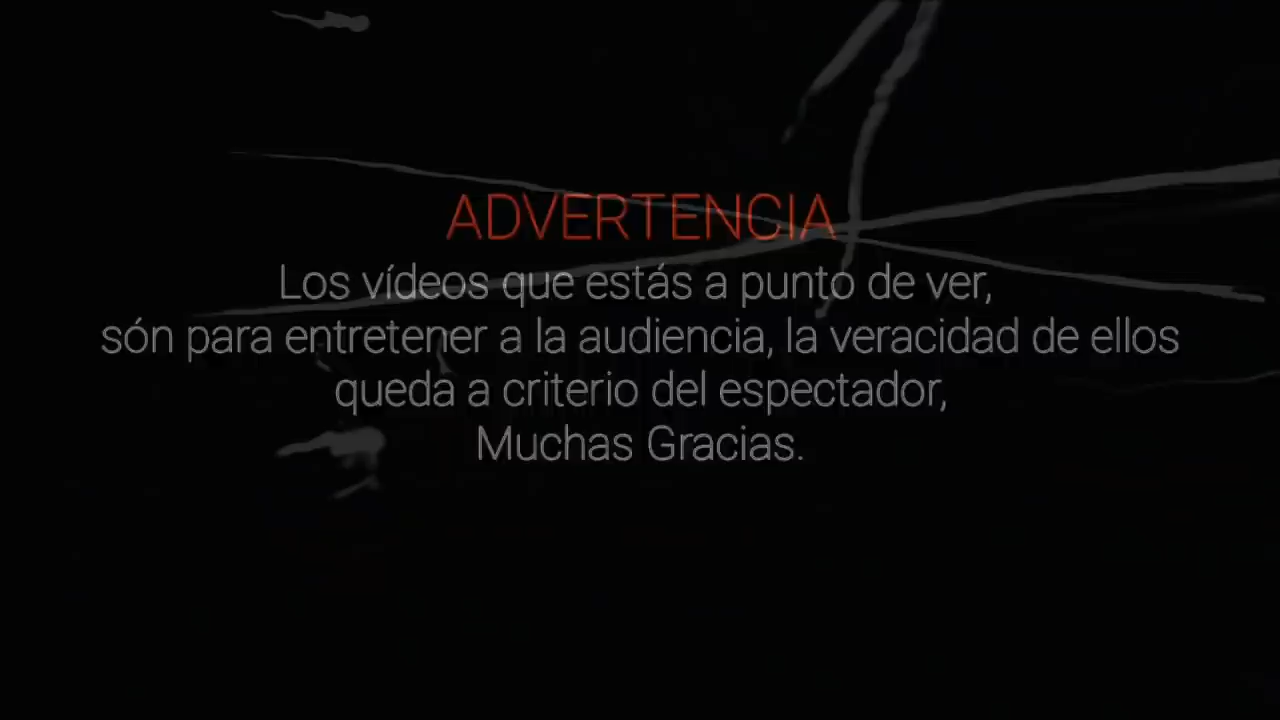 ADVERTENCIA
Los vídeos que estás a punto de ver,
són para entretener a la audiencia, la veracidad de ellos
queda a criterio del espectador,
Muchas Gracias.